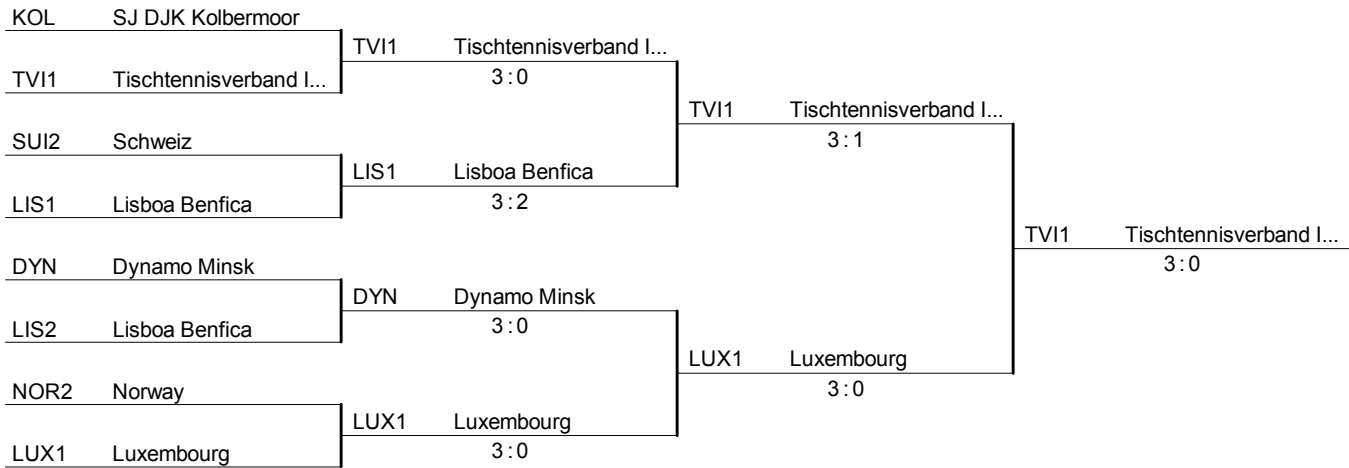 KOL SJ DJK Kolbermoor
TVI1 Tischtennisverband I...
3 : 0
TVI1 Tischtennisverband I...
TVI1 Tischtennisverband I...
3 : 1
SUI2 Schweiz
LIS1 Lisboa Benfica
3 : 2
LIS1 Lisboa Benfica
TVI1 Tischtennisverband I...
3 : 0
DYN Dynamo Minsk
DYN Dynamo Minsk
3 : 0
LIS2 Lisboa Benfica
LUX1 Luxembourg
3 : 0
NOR2 Norway
LUX1 Luxembourg
3 : 0
LUX1 Luxembourg